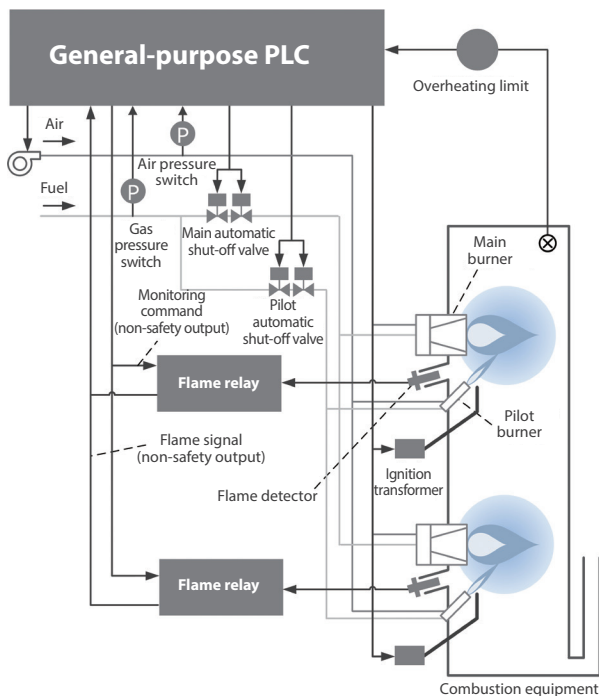 General-purpose PLC
Overheating limit
Air
P
Air pressure
switch
Fuel
P
Gas
pressure
switch
Main automatic
shut-off valve
Main
burner
Pilot
automatic
shut-off valve
Monitoring
command
(non-safety output)
Flame relay
Pilot
burner
Flame signal
(non-safety output)
Ignition
transformer
Flame detector
Flame relay
Combustion equipment